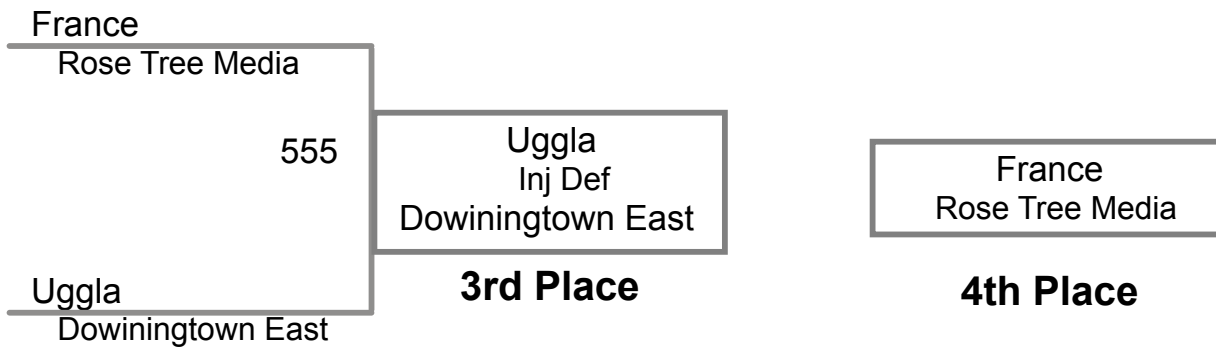 France
Rose Tree Media
555
Uggla
Inj Def
Dowiningtown East
3rd Place
Uggla
Dowiningtown East
France
Rose Tree Media
4th Place